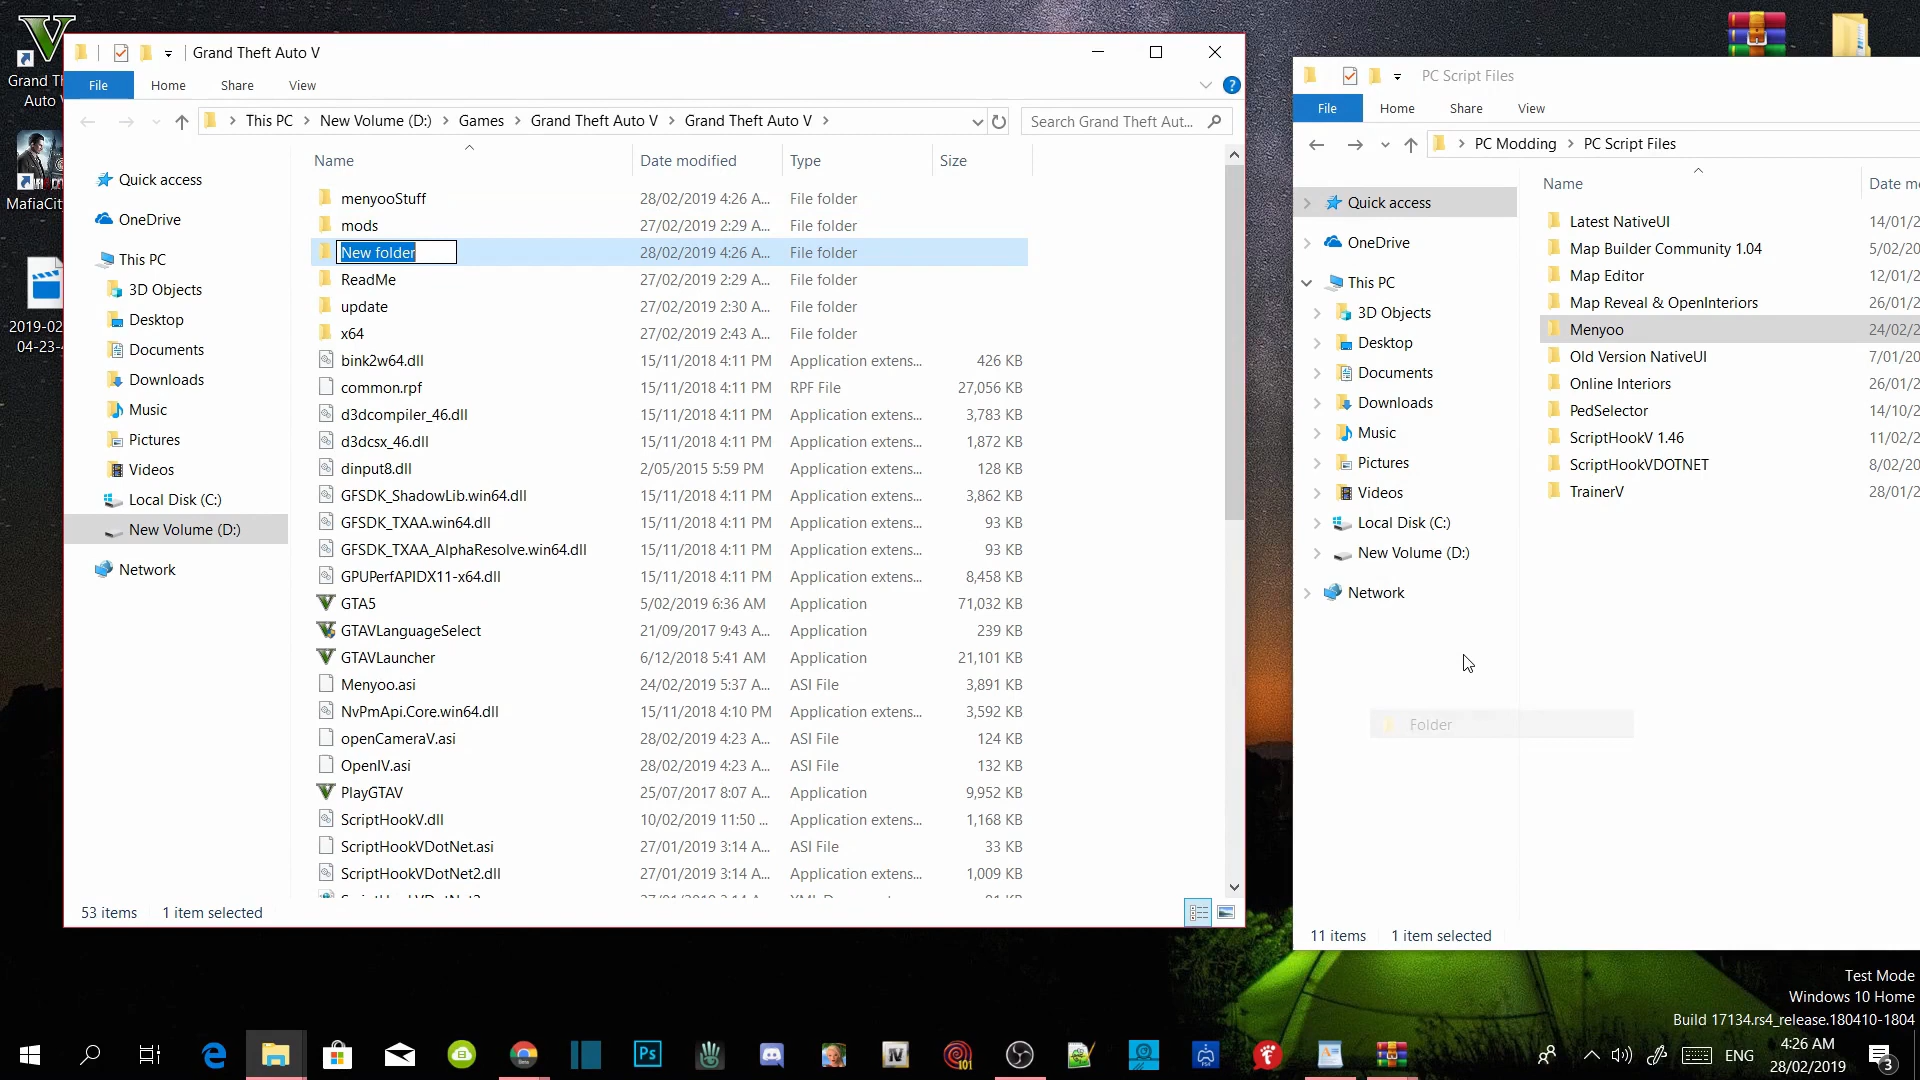 Grand Th
Auto V
MafiaCit
2019-02
04-23-4
Grand Theft Auto V
File
Home
Share
View
This PC
New Volume (D:)
Games
Grand Theft Auto V
Grand Theft Auto V
Search Grand Theft Aut...
Quick access
OneDrive
This PC
3D Objects
Desktop
Documents
Downloads
Music
Pictures
Videos
Local Disk (C:)
New Volume (D:)
Network
Name Date modified Type Size
menyooStuff 28/02/2019 4:26 A... File folder
mods 27/02/2019 2:29 A... File folder
New folder 28/02/2019 4:26 A... File folder
ReadMe 27/02/2019 2:29 A... File folder
update 27/02/2019 2:30 A... File folder
x64 27/02/2019 2:43 A... File folder
bink2w64.dll 15/11/2018 4:11 PM Application extens... 426 KB
common.rpf 15/11/2018 4:11 PM RPF File 27,056 KB
d3dcompiler_46.dll 15/11/2018 4:11 PM Application extens... 3,783 KB
d3dcsx_46.dll 15/11/2018 4:11 PM Application extens... 1,872 KB
dinput8.dll 2/05/2015 5:59 PM Application extens... 128 KB
GFSDK_ShadowLib.win64.dll 15/11/2018 4:11 PM Application extens... 3,862 KB
GFSDK_TXAA.win64.dll 15/11/2018 4:11 PM Application extens... 93 KB
GFSDK_TXAA_AlphaResolve.win64.dll 15/11/2018 4:11 PM Application extens... 93 KB
GPUPerfAPIDX11-x64.dll 15/11/2018 4:11 PM Application extens... 8,458 KB
GTA5 5/02/2019 6:36 AM Application 71,032 KB
GTAVLanguageSelect 21/09/2017 9:43 A... Application 239 KB
GTAVLauncher 6/12/2018 5:41 AM Application 21,101 KB
Menyoo.asi 24/02/2019 5:37 A... ASI File 3,891 KB
NvPmApi.Core.win64.dll 15/11/2018 4:10 PM Application extens... 3,592 KB
openCameraV.asi 28/02/2019 4:23 A... ASI File 124 KB
OpenIV.asi 28/02/2019 4:23 A... ASI File 132 KB
PlayGTAV 25/07/2017 8:07 A... Application 9,952 KB
ScriptHookV.dll 10/02/2019 11:50 ... Application extens... 1,168 KB
ScriptHookVDotNet.asi 27/01/2019 3:14 A... ASI File 33 KB
ScriptHookVDotNet2.dll 27/01/2019 3:14 A... Application extens... 1,009 KB
53 items 1 item selected
PC Script Files
File
Home
Share
View
PC Modding
PC Script Files
Quick access
OneDrive
This PC
3D Objects
Desktop
Documents
Downloads
Music
Pictures
Videos
Local Disk (C:)
New Volume (D:)
Network
Name Date mo
Latest NativeUI 14/01/2
Map Builder Community 1.04 5/02/20
Map Editor 12/01/2
Map Reveal & OpenInteriors 26/01/2
Menyoo 24/02/2
Old Version NativeUI 7/01/20
Online Interiors 26/01/2
PedSelector 14/10/2
ScriptHookV 1.46 11/02/2
ScriptHookVDOTNET 8/02/20
TrainerV 28/01/2
Folder
11 items 1 item selected
Test Mode
Windows 10 Home
Build 17134.rs4_release.180410-1804
Ps
IV
101
ENG
4:26 AM
28/02/2019
3